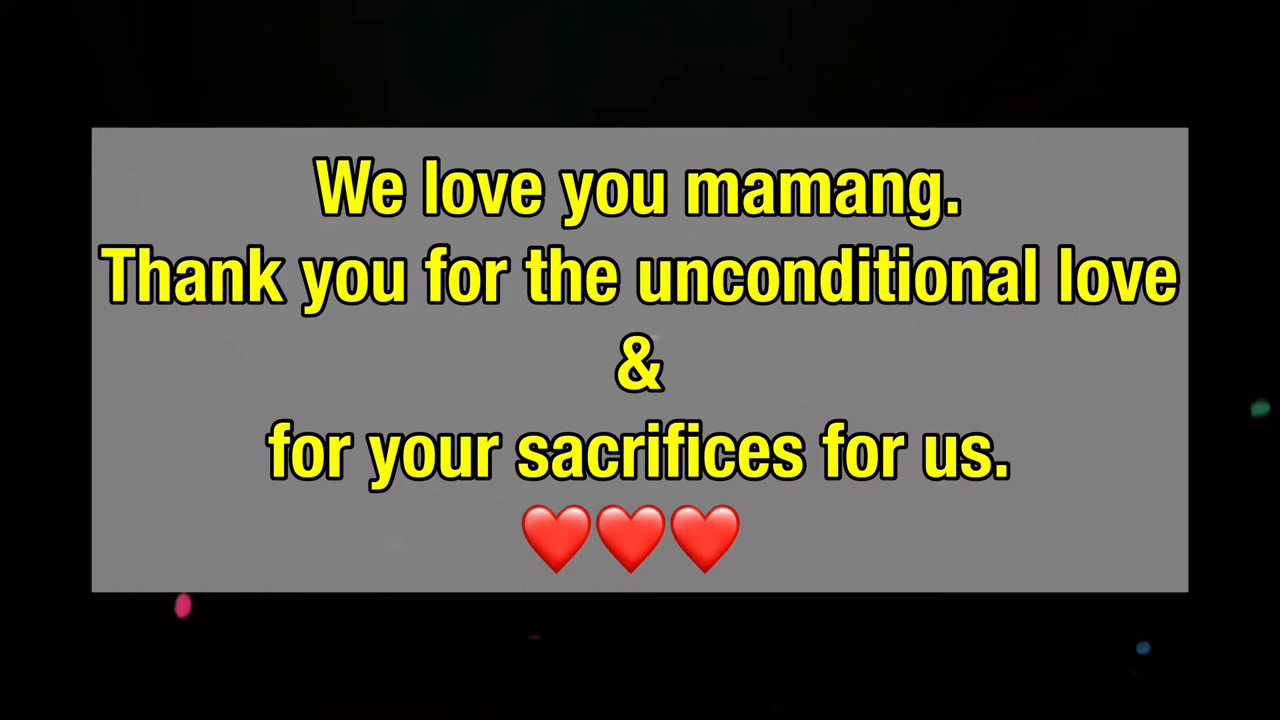 We love you mamang.
Thank you for the unconditional love
&
for your sacrifices for us.
❤️❤️❤️